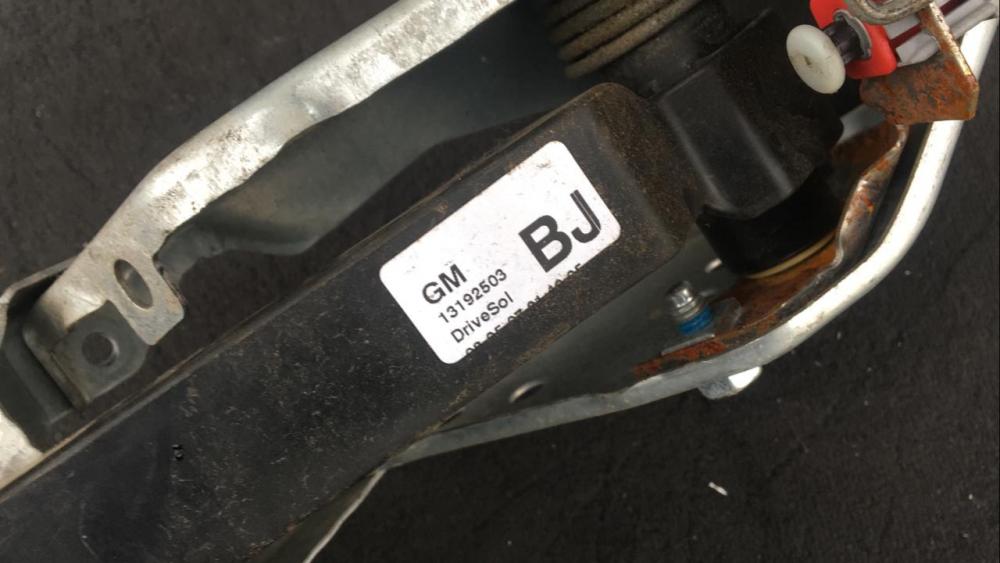 GM
BJ
13192503
DriveSol